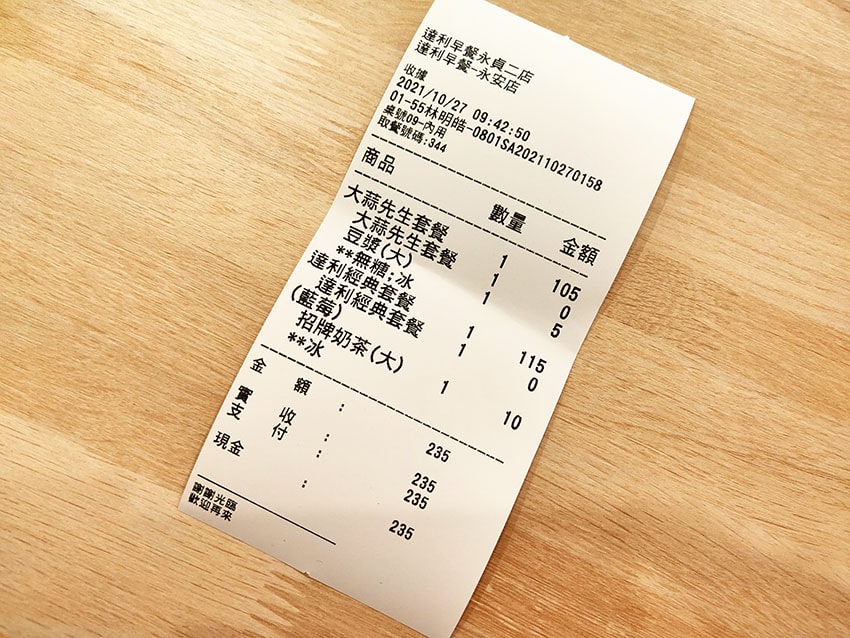 達利早餐永貞二店
達利早餐-永安店
收據
2021/10/27 09:42:50
01-55林明皓-0801SA202110270158
桌號09-內用
取餐號碼:344
商品 數量 金額
大蒜先生套餐 1 105
大蒜先生套餐 1 0
豆漿(大) 1 5
**無糖;冰
達利經典套餐 1 115
達利經典套餐 1 0
(藍莓)
招牌奶茶(大) 1 10
**冰
金 額 : 235
實 收 : 235
支 付 : 235
現金 : 235
謝謝光臨
歡迎再來